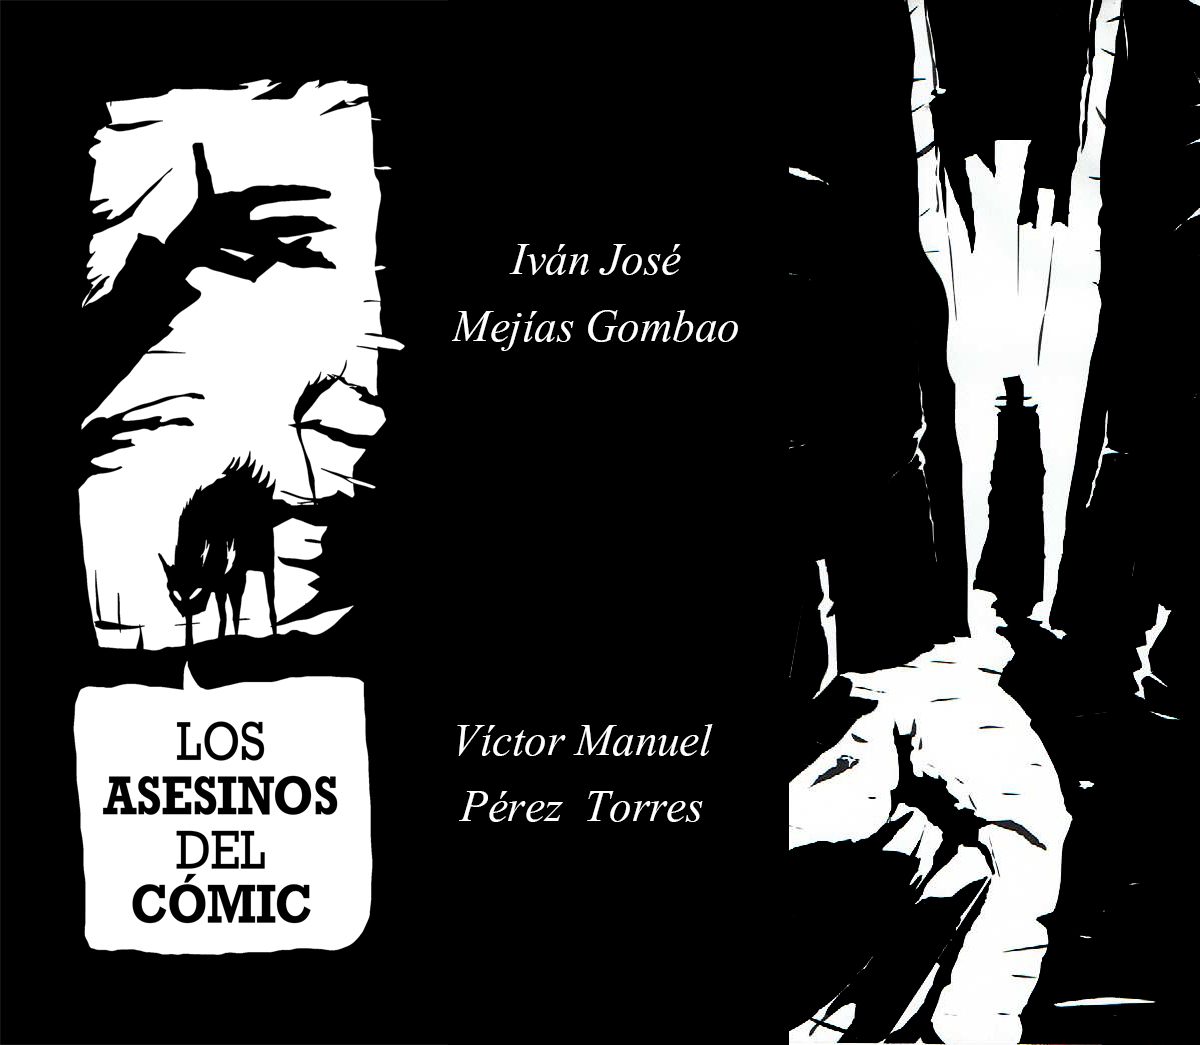 Iván José
Mejías Gombao
Víctor Manuel
Pérez Torres
LOS
ASESINOS
DEL
CÓMIC